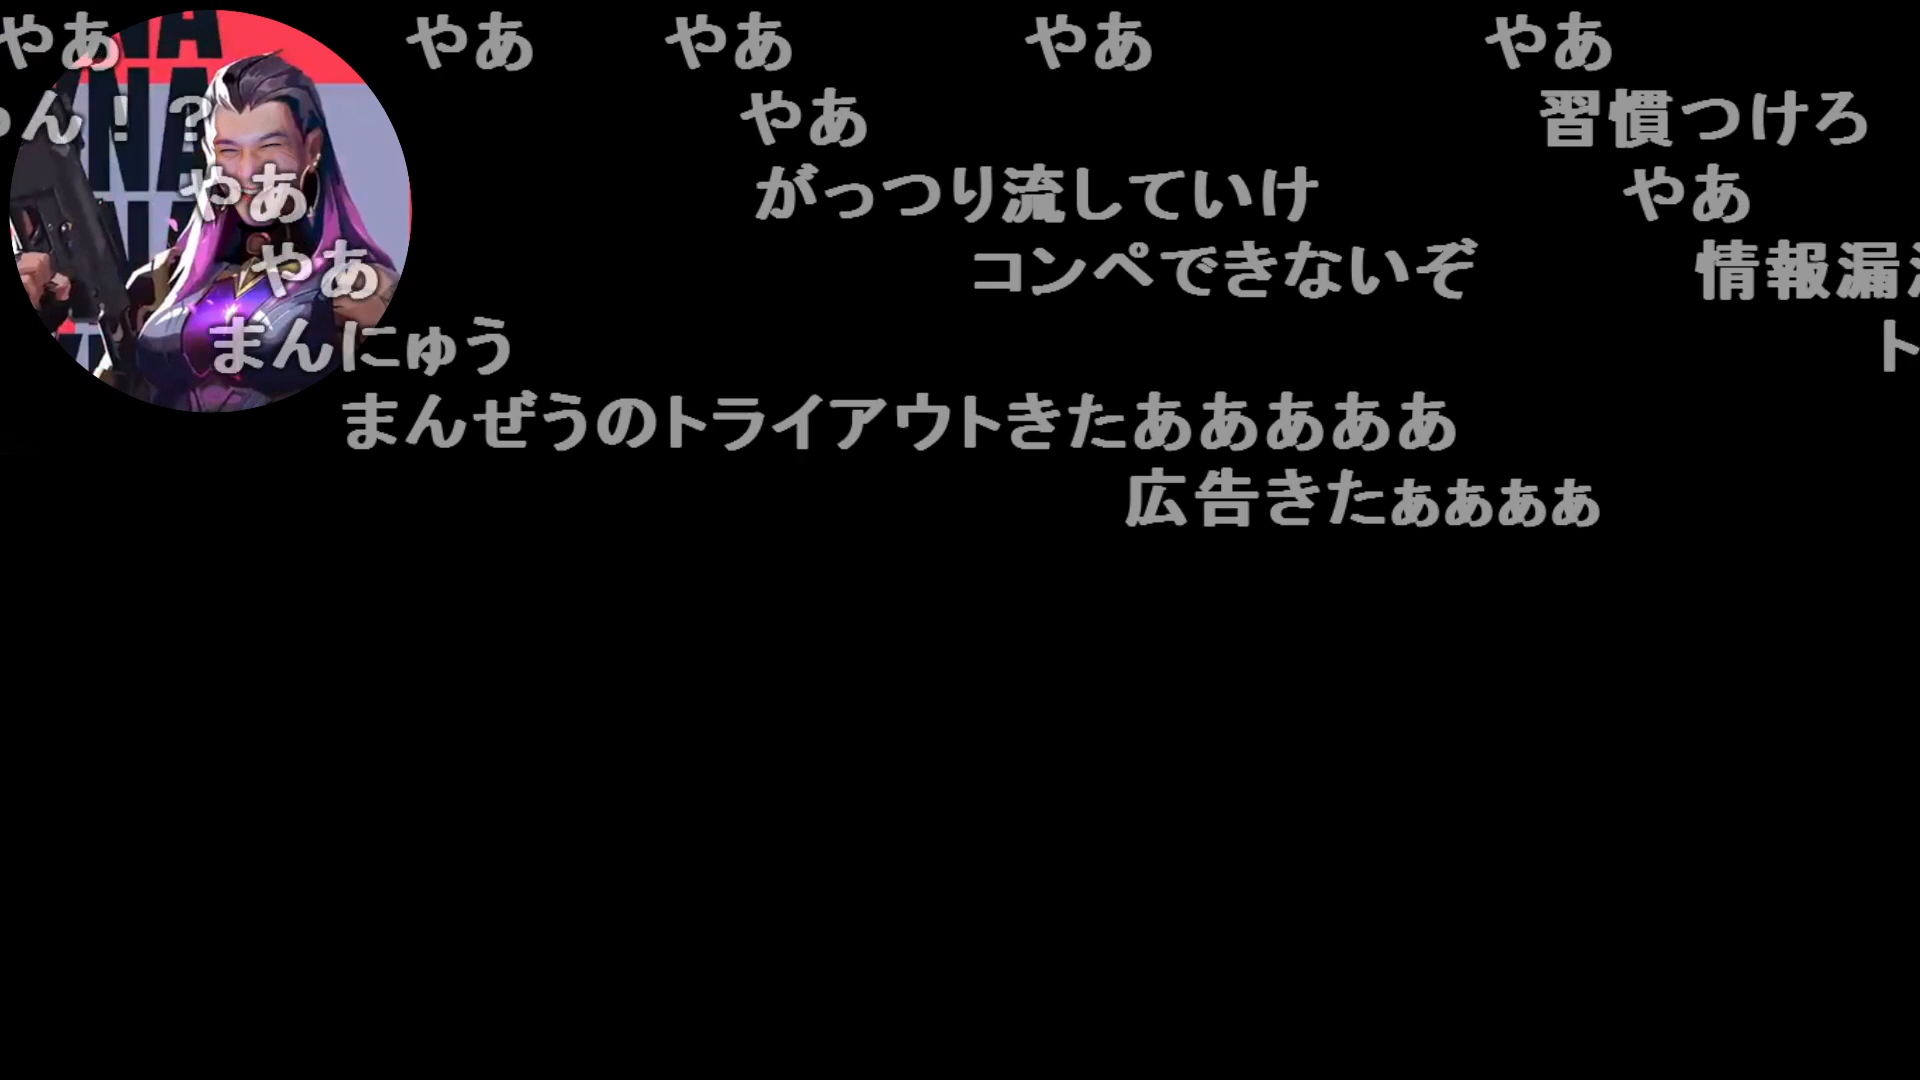 やあ やあ やあ やあ やあ
ん！？ やあ 習慣つけろ
やあ がっつり流していけ やあ
やあ コンペできないぞ 情報漏
まんにゅう ト
まんぜうのトライアウトきたあああああ
広告きたぁぁぁぁ